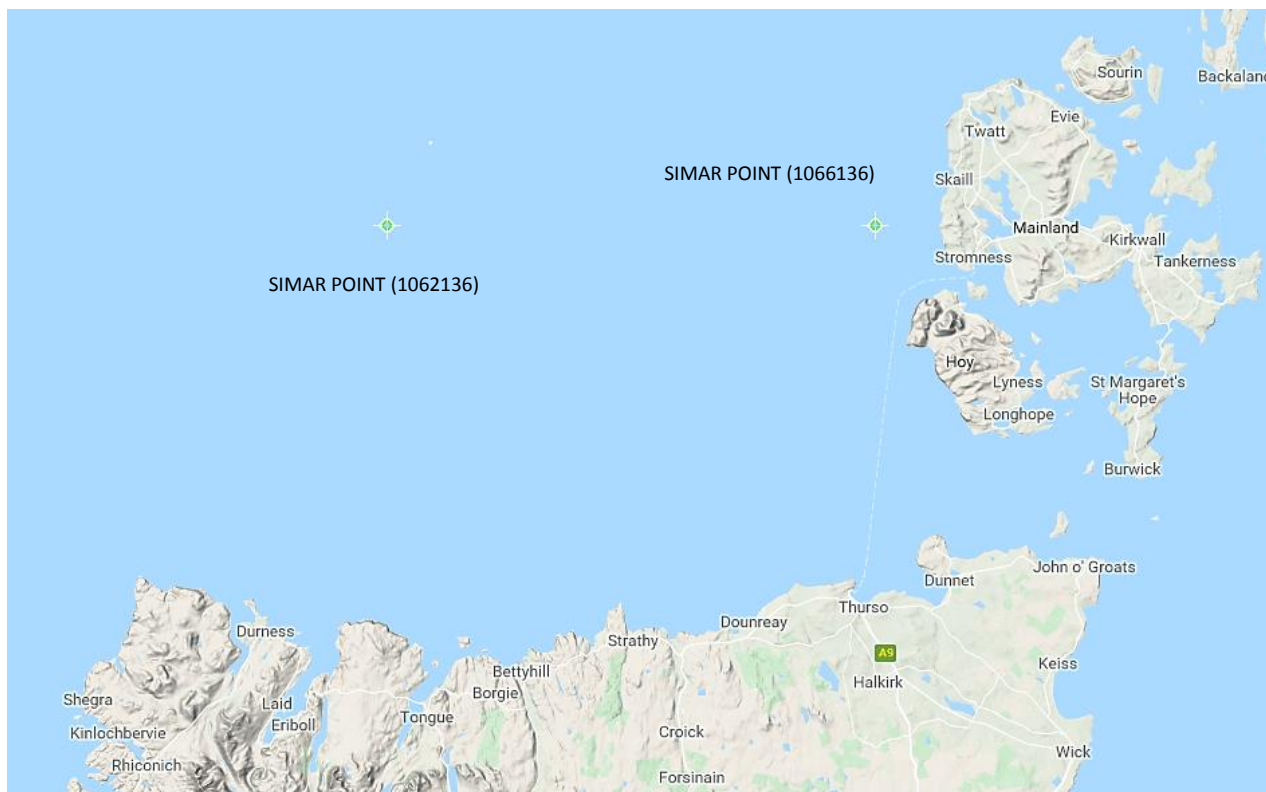 Sourin
Backaland
Evie
Twatt
SIMAR POINT (1066136)
Skaill
Mainland
Kirkwall
Stromness
Tankerness
SIMAR POINT (1062136)
Hoy
Lyness
St Margaret's
Hope
Longhope
Burwick
John o' Groats
Dunnet
Thurso
Dounreay
Durness
Strathy
A9
Keiss
Bettyhill
Halkirk
Borgie
Shegra
Laid
Tongue
Eriboll
Kinlochbervie
Croick
Wick
Rhiconich
Forsinain